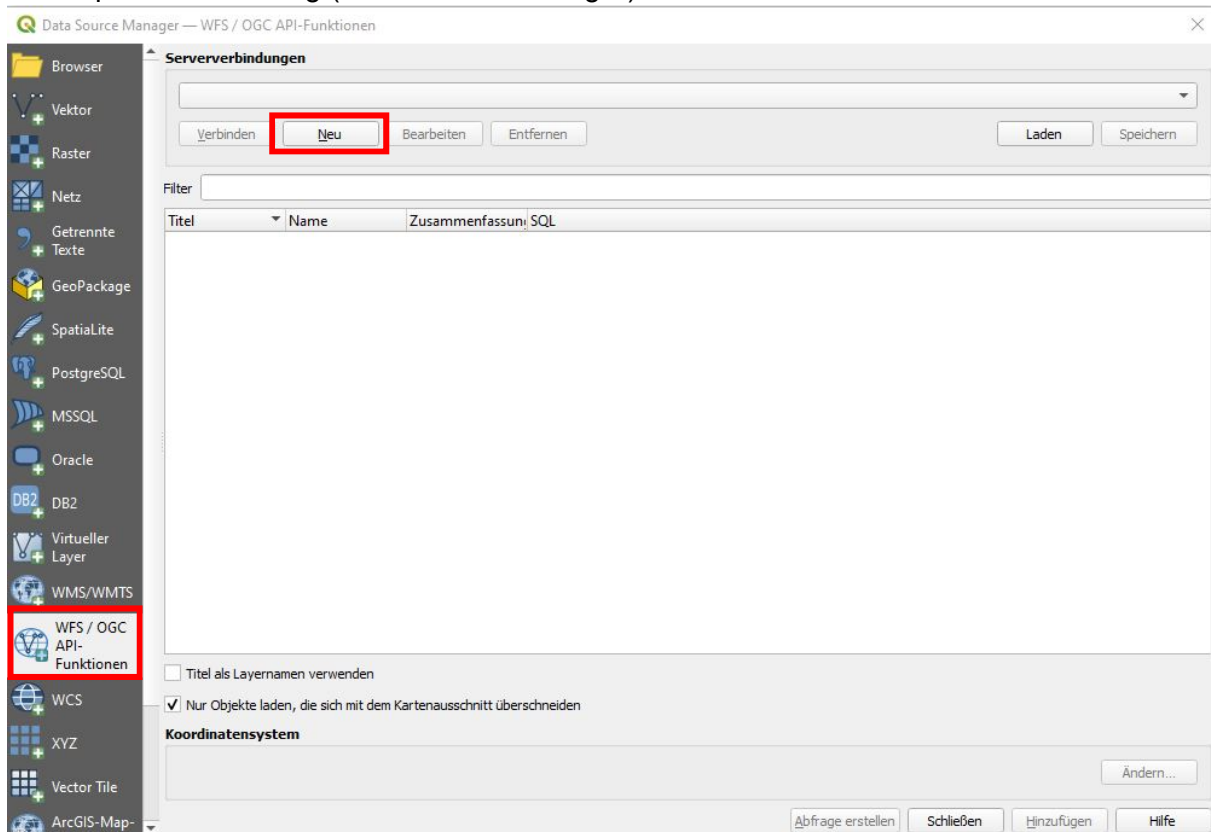 Data Source Manager — WFS / OGC API-Funktionen
Browser
Vektor
Raster
Netz
Getrennte
Texte
GeoPackage
SpatiaLite
PostgreSQL
MSSQL
Oracle
DB2
DB2
Virtueller
Layer
WMS/WMTS
WFS / OGC
API-
Funktionen
WCS
XYZ
Vector Tile
ArcGIS-Map-
Serververbindungen
Verbinden Neu Bearbeiten Entfernen Laden Speichern
Filter
Titel Name Zusammenfassun SQL
Titel als Layernamen verwenden
Nur Objekte laden, die sich mit dem Kartenausschnitt überschneiden
Koordinatensystem
Ändern...
Abfrage erstellen Schließen Hinzufügen Hilfe